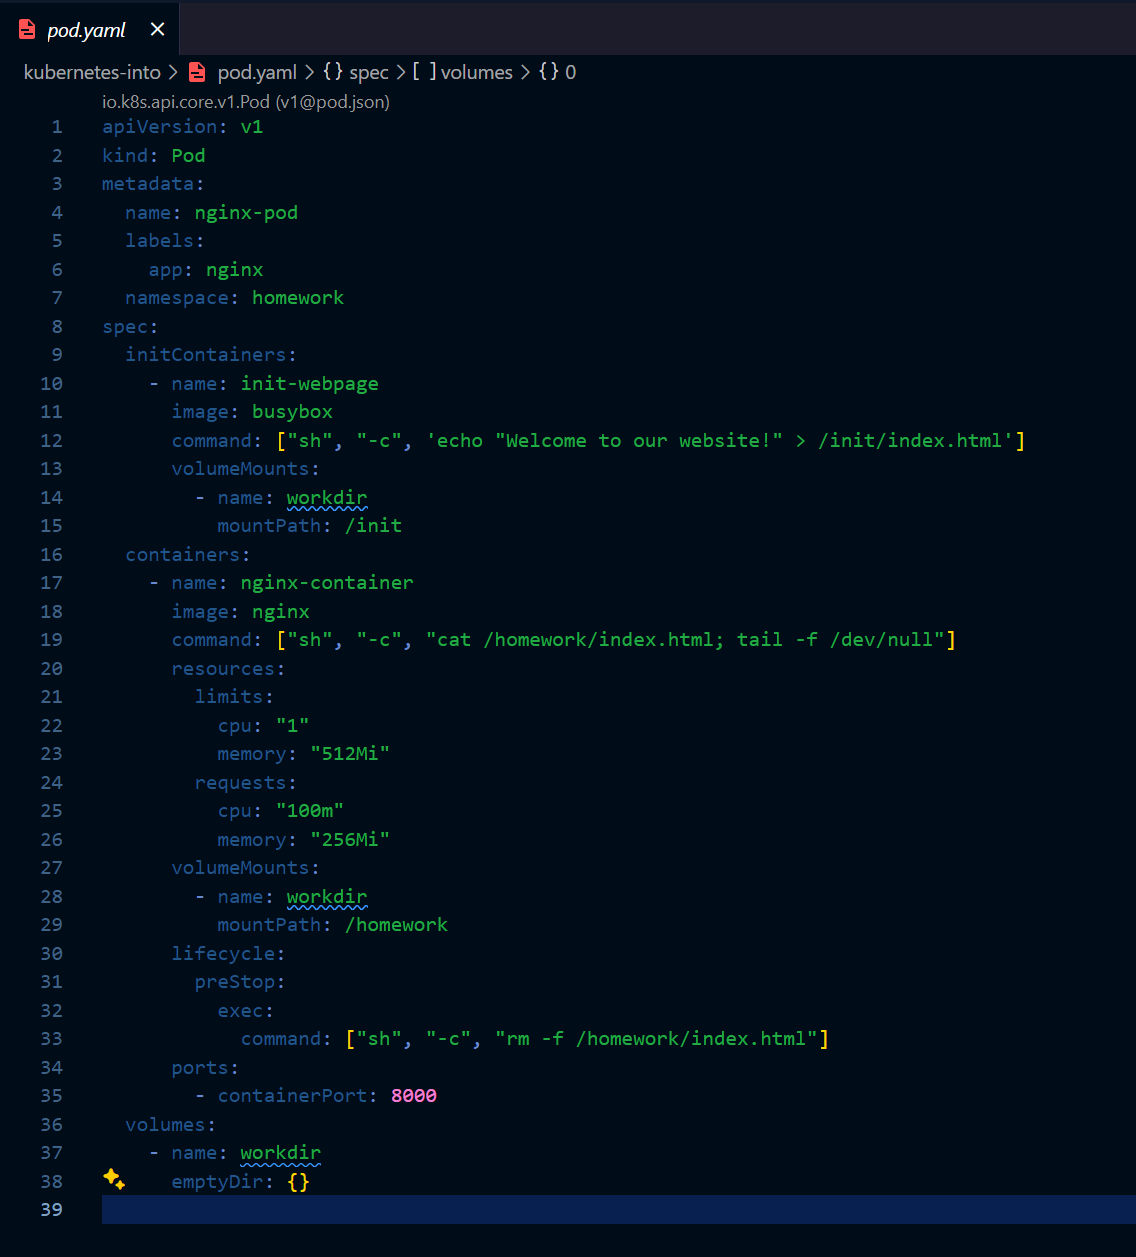 pod.yaml ×
kubernetes-into > pod.yaml > {} spec > [ ] volumes > {} 0
io.k8s.api.core.v1.Pod (v1@pod.json)
1 apiVersion: v1
2 kind: Pod
3 metadata:
4   name: nginx-pod
5   labels:
6     app: nginx
7   namespace: homework
8 spec:
9   initContainers:
10     - name: init-webpage
11       image: busybox
12       command: ["sh", "-c", 'echo "Welcome to our website!" > /init/index.html']
13       volumeMounts:
14         - name: workdir
15           mountPath: /init
16   containers:
17     - name: nginx-container
18       image: nginx
19       command: ["sh", "-c", "cat /homework/index.html; tail -f /dev/null"]
20       resources:
21         limits:
22           cpu: "1"
23           memory: "512Mi"
24         requests:
25           cpu: "100m"
26           memory: "256Mi"
27       volumeMounts:
28         - name: workdir
29           mountPath: /homework
30       lifecycle:
31         preStop:
32           exec:
33             command: ["sh", "-c", "rm -f /homework/index.html"]
34       ports:
35         - containerPort: 8000
36   volumes:
37     - name: workdir
38       emptyDir: {}
39